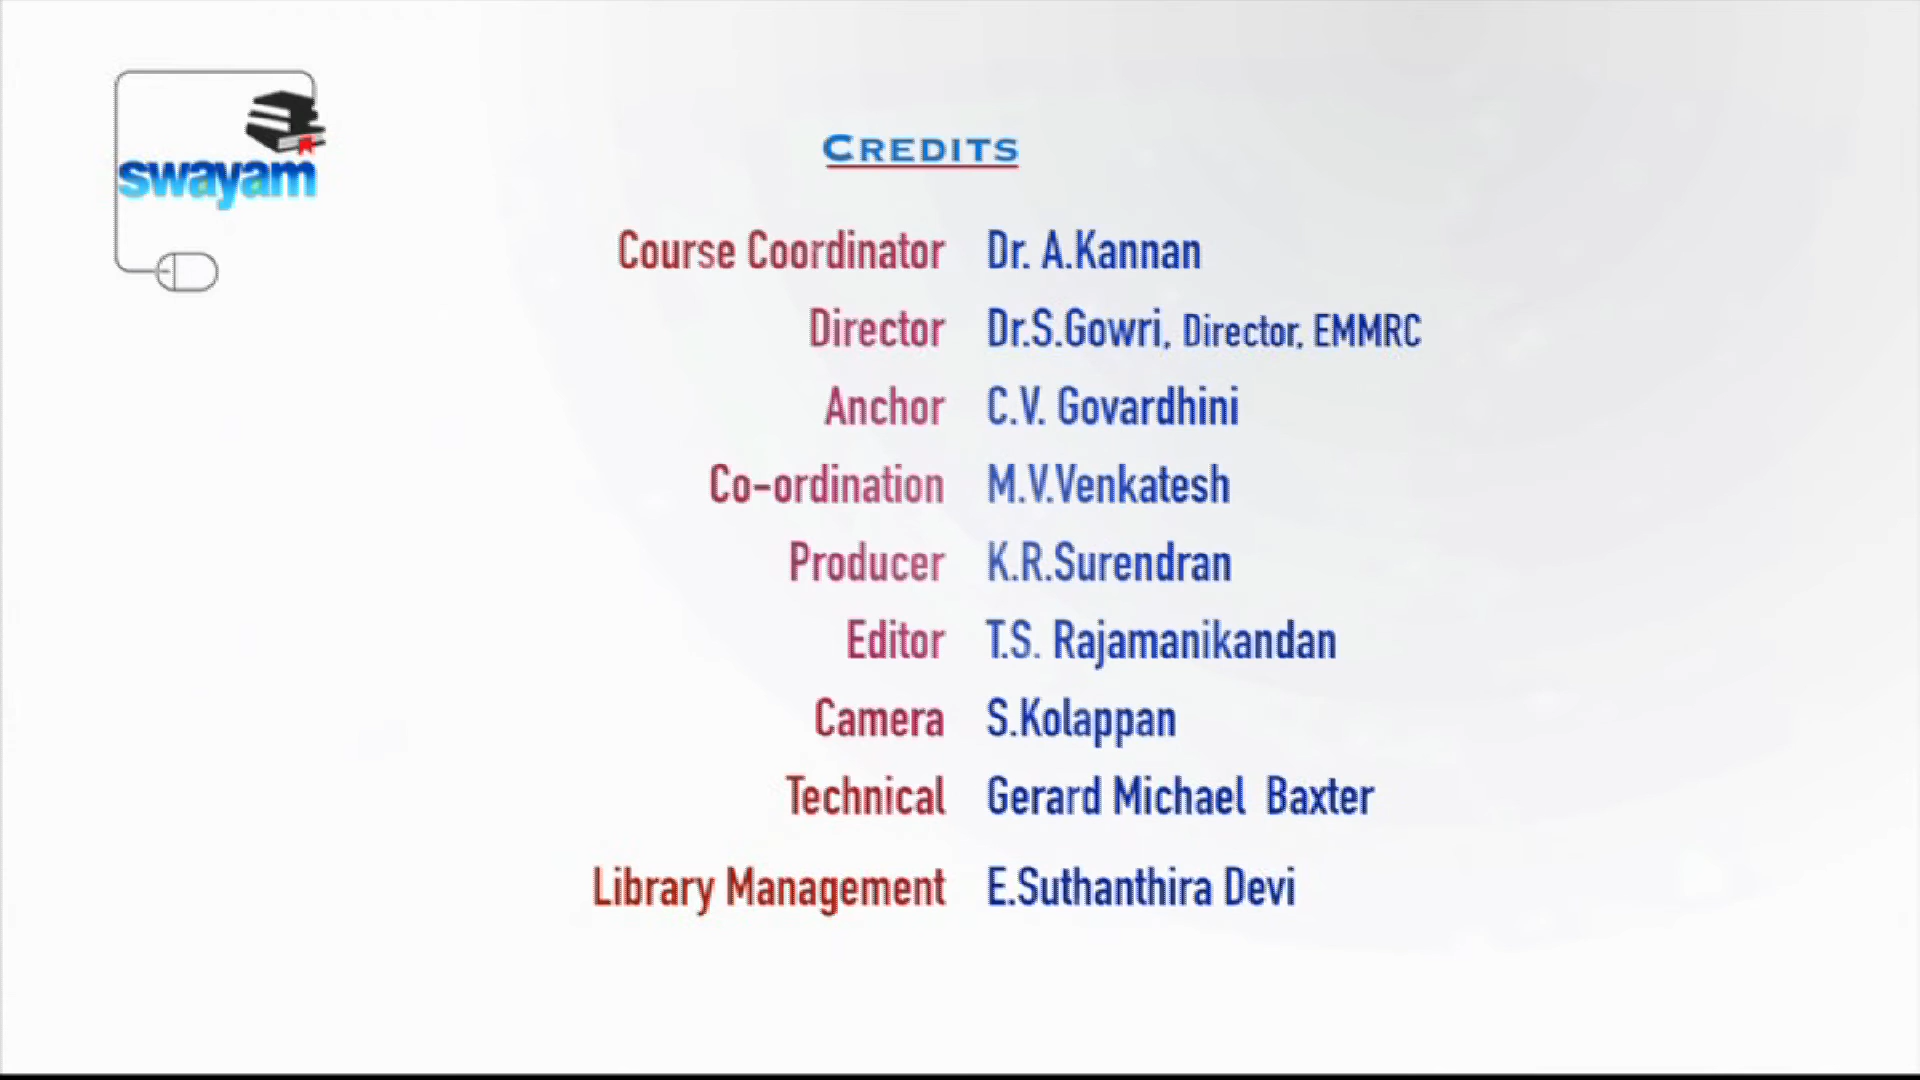 swayam
CREDITS
Course Coordinator Dr. A.Kannan
Director Dr.S.Gowri, Director, EMMRC
Anchor C.V. Govardhini
Co-ordination M.V.Venkatesh
Producer K.R.Surendran
Editor T.S. Rajamanikandan
Camera S.Kolappan
Technical Gerard Michael Baxter
Library Management E.Suthanthira Devi